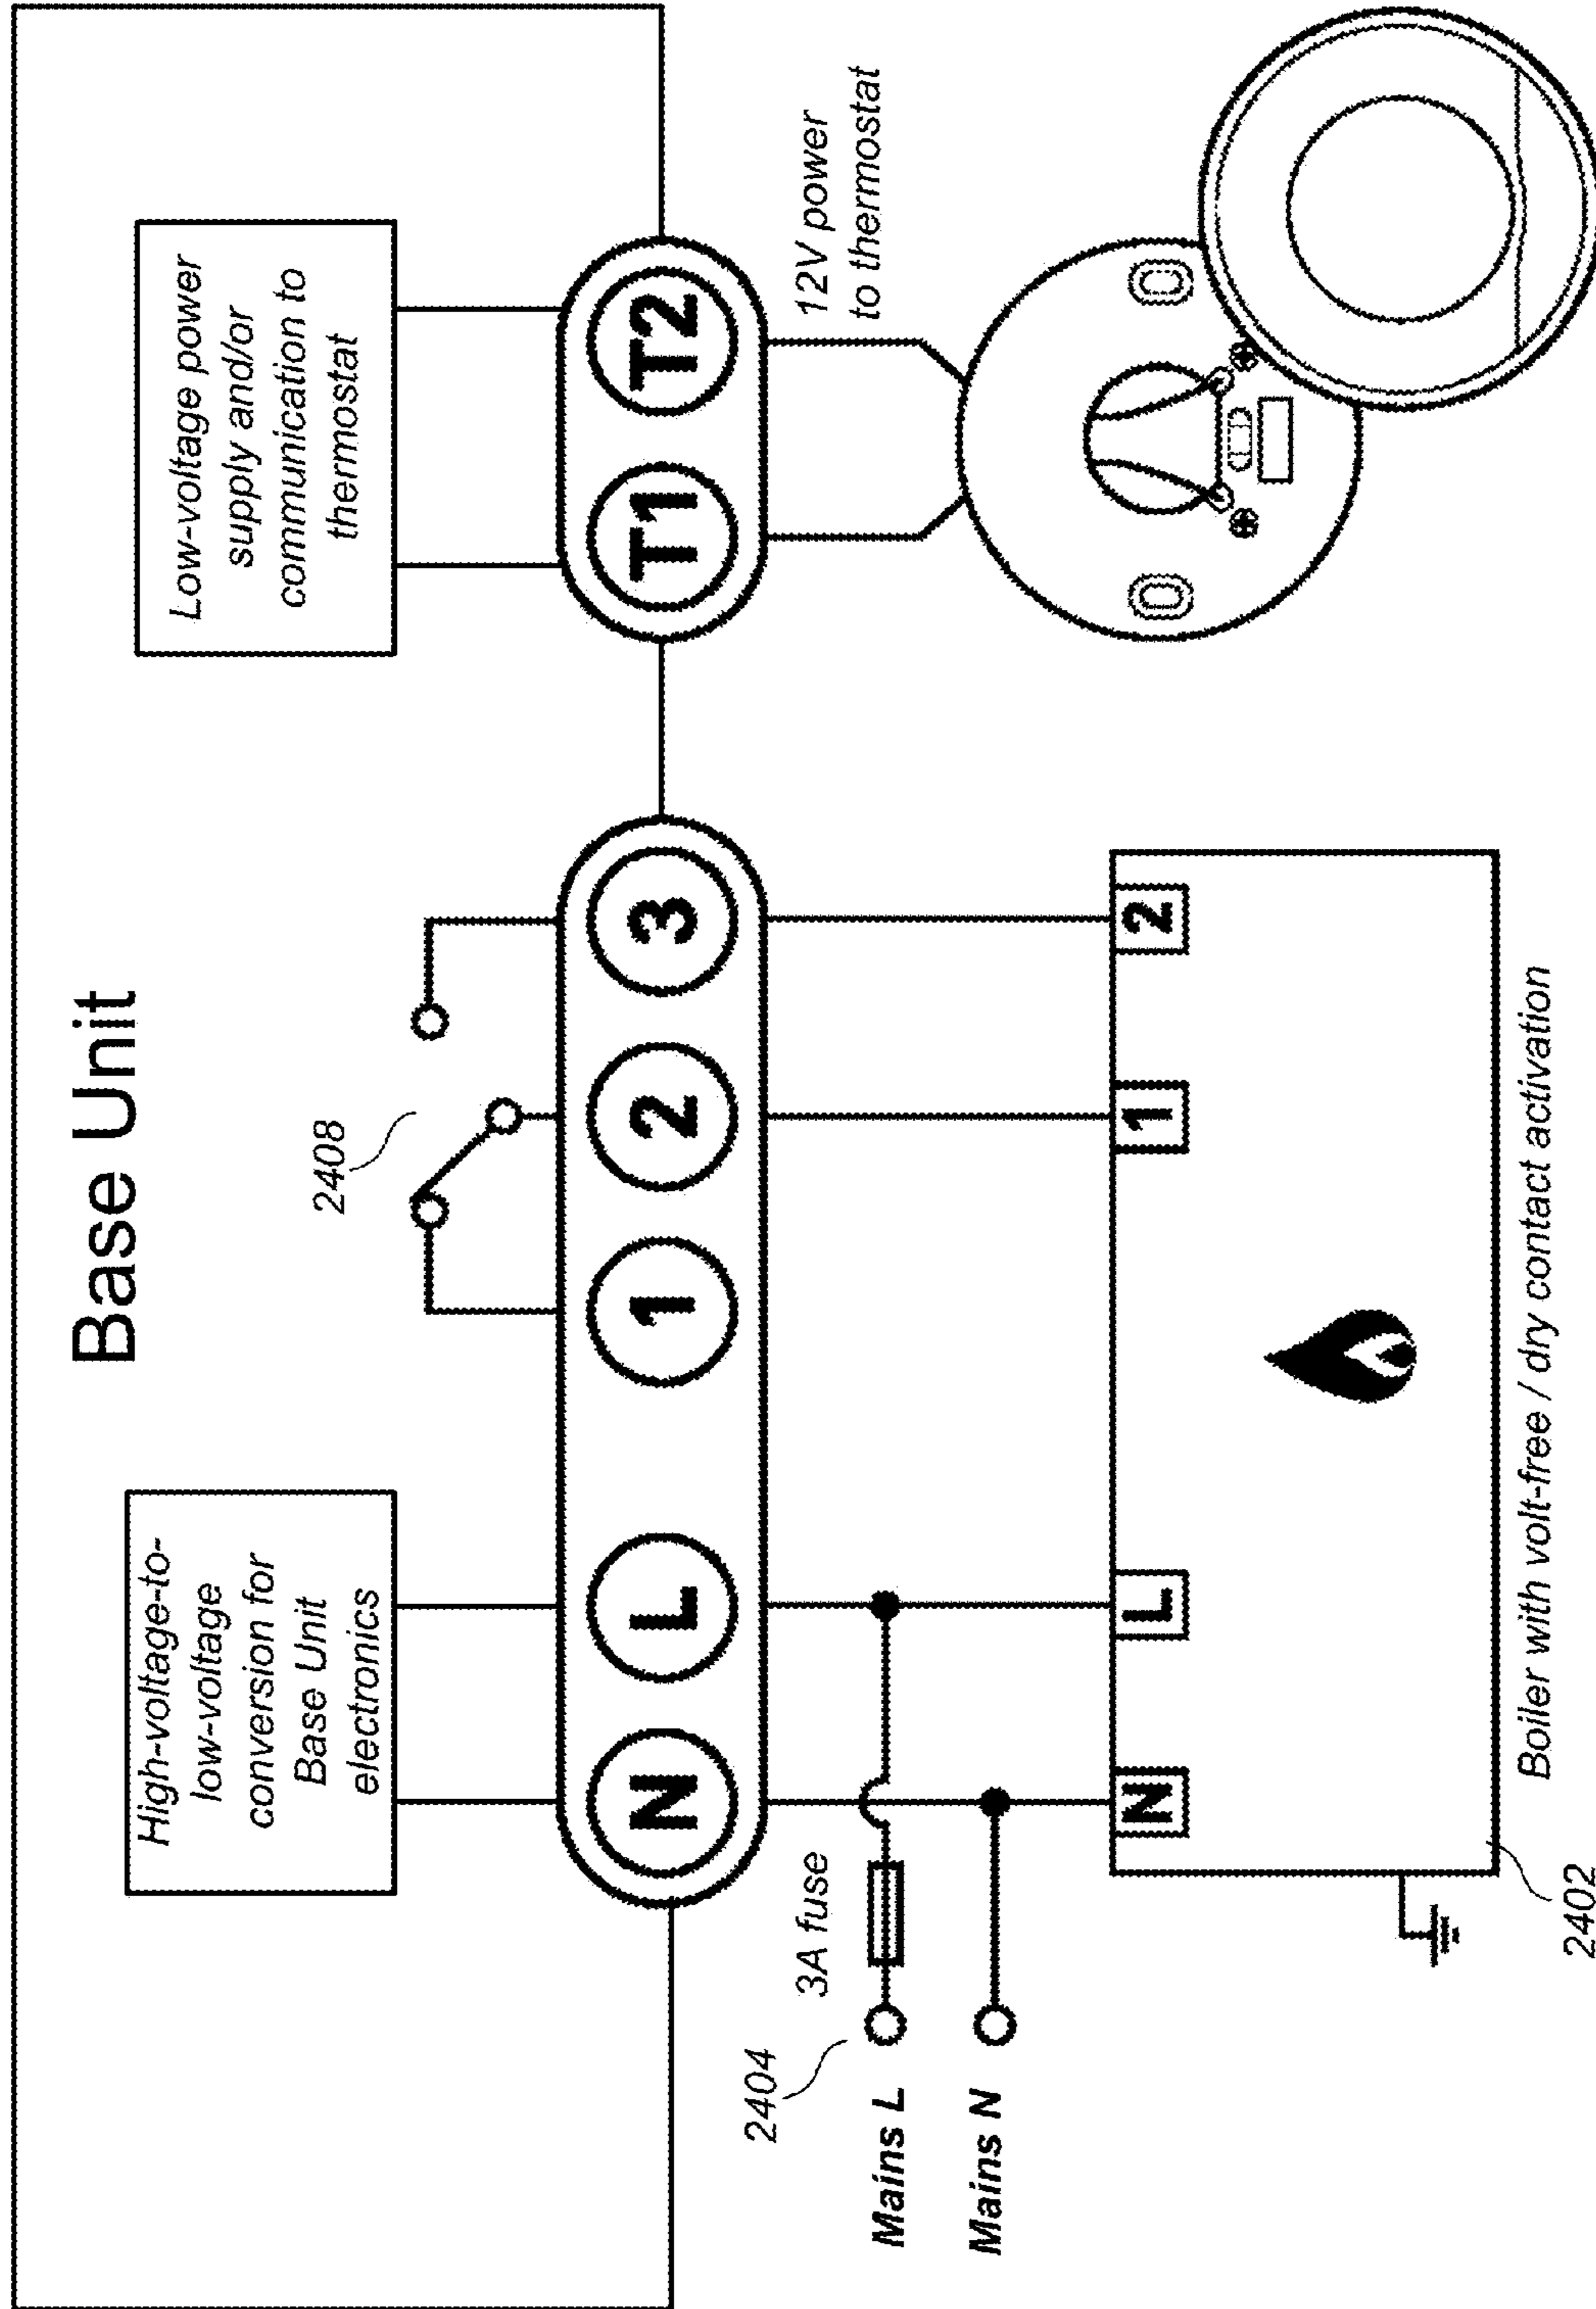 Base Unit
High-voltage-to-
low-voltage
conversion for
Base Unit
electronics
2408
Low-voltage power
supply and/or
communication to
thermostat
N L 1 2 3 T1 T2
3A fuse
12V power
to thermostat
2404
Mains L
Mains N
N L 1 2
Boiler with volt-free / dry contact activation
2402